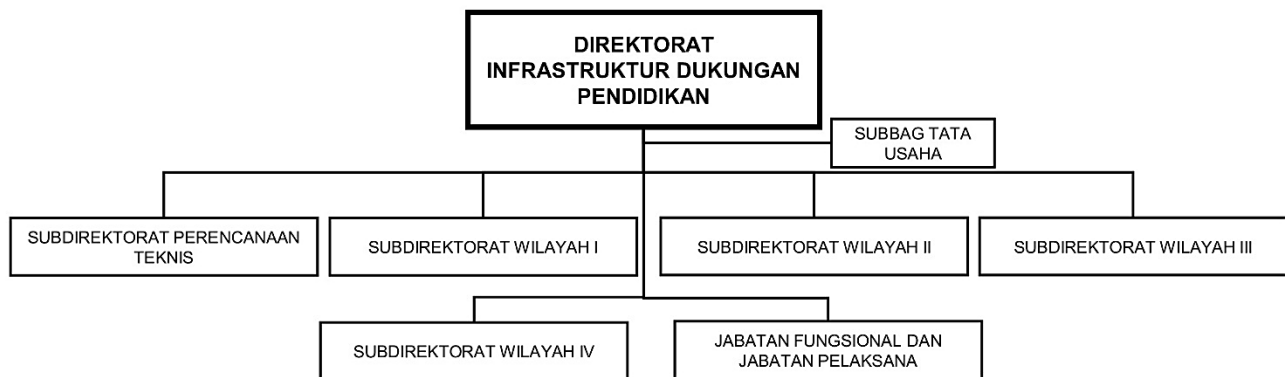 DIREKTORAT
INFRASTRUKTUR DUKUNGAN
PENDIDIKAN
SUBBAG TATA
USAHA
SUBDIREKTORAT PERENCANAAN
TEKNIS
SUBDIREKTORAT WILAYAH I
SUBDIREKTORAT WILAYAH II
SUBDIREKTORAT WILAYAH III
SUBDIREKTORAT WILAYAH IV
JABATAN FUNGSIONAL DAN
JABATAN PELAKSANA